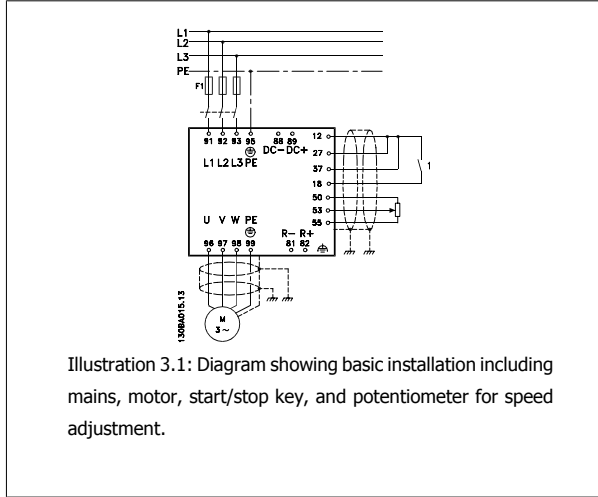 L1
L2
L3
PE
F1
91 92 93 95 88 89 12
DC- DC+
L1 L2 L3 PE
27
37
1
18
50
53
55
U V W PE
R- R+
96 97 98 99 81 82
130BA015.13
M
3~
Illustration 3.1: Diagram showing basic installation including
mains, motor, start/stop key, and potentiometer for speed
adjustment.